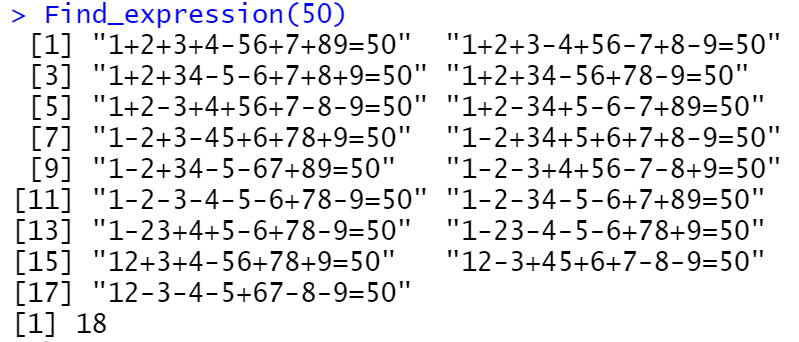 > Find_expression(50)
[1] "1+2+3+4-56+7+89=50" "1+2+3-4+56-7+8-9=50"
[3] "1+2+34-5-6+7+8+9=50" "1+2+34-56+78-9=50"
[5] "1+2-3+4+56+7-8-9=50" "1+2-34+5-6-7+89=50"
[7] "1-2+3-45+6+78+9=50" "1-2+34+5+6+7+8-9=50"
[9] "1-2+34-5-67+89=50" "1-2-3+4+56-7-8+9=50"
[11] "1-2-3-4-5-6+78-9=50" "1-2-34-5-6+7+89=50"
[13] "1-23+4+5-6+78-9=50" "1-23-4-5-6+78+9=50"
[15] "12+3+4-56+78+9=50" "12-3+45+6+7-8-9=50"
[17] "12-3-4-5+67-8-9=50"
[1] 18